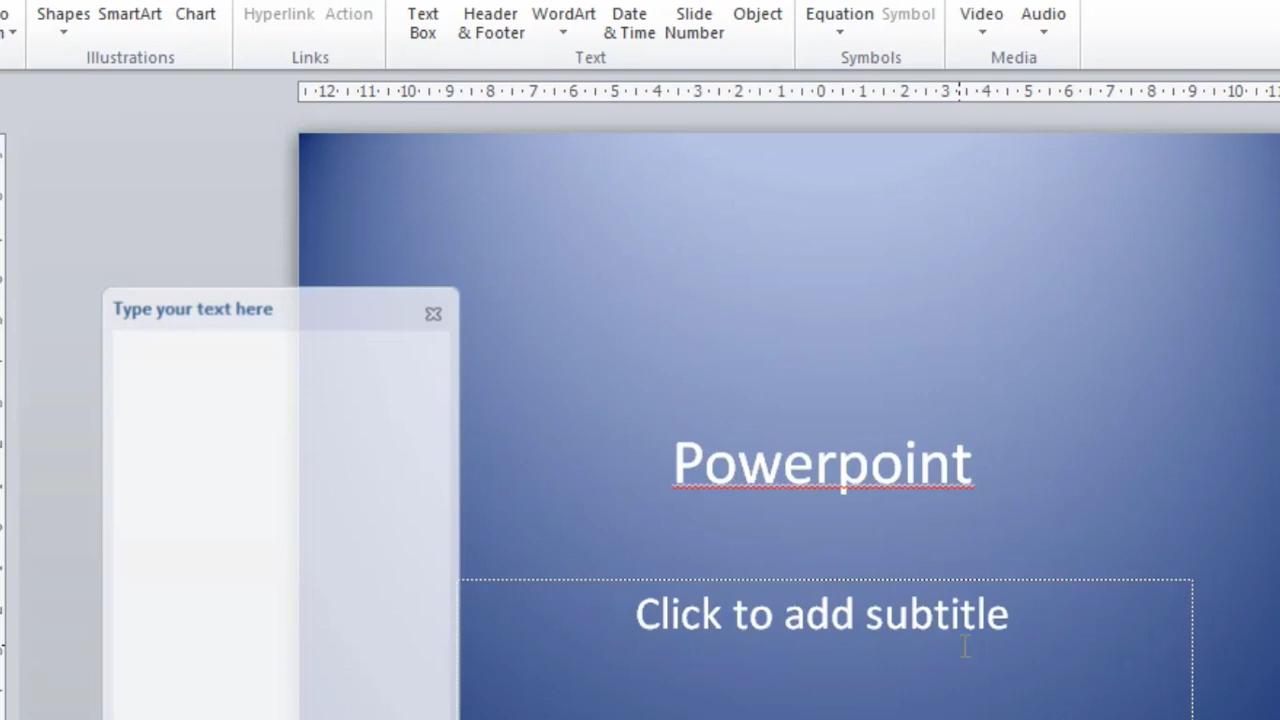 Shapes SmartArt Chart Hyperlink Action Text Box Header & Footer WordArt Date & Time Slide Number Object Equation Symbol Video Audio
Illustrations Links Text Symbols Media
12 11 10 9 8 7 6 5 4 3 2 1 0 1 2 3 4 5 6 7 8 9 10
Type your text here
Powerpoint
Click to add subtitle